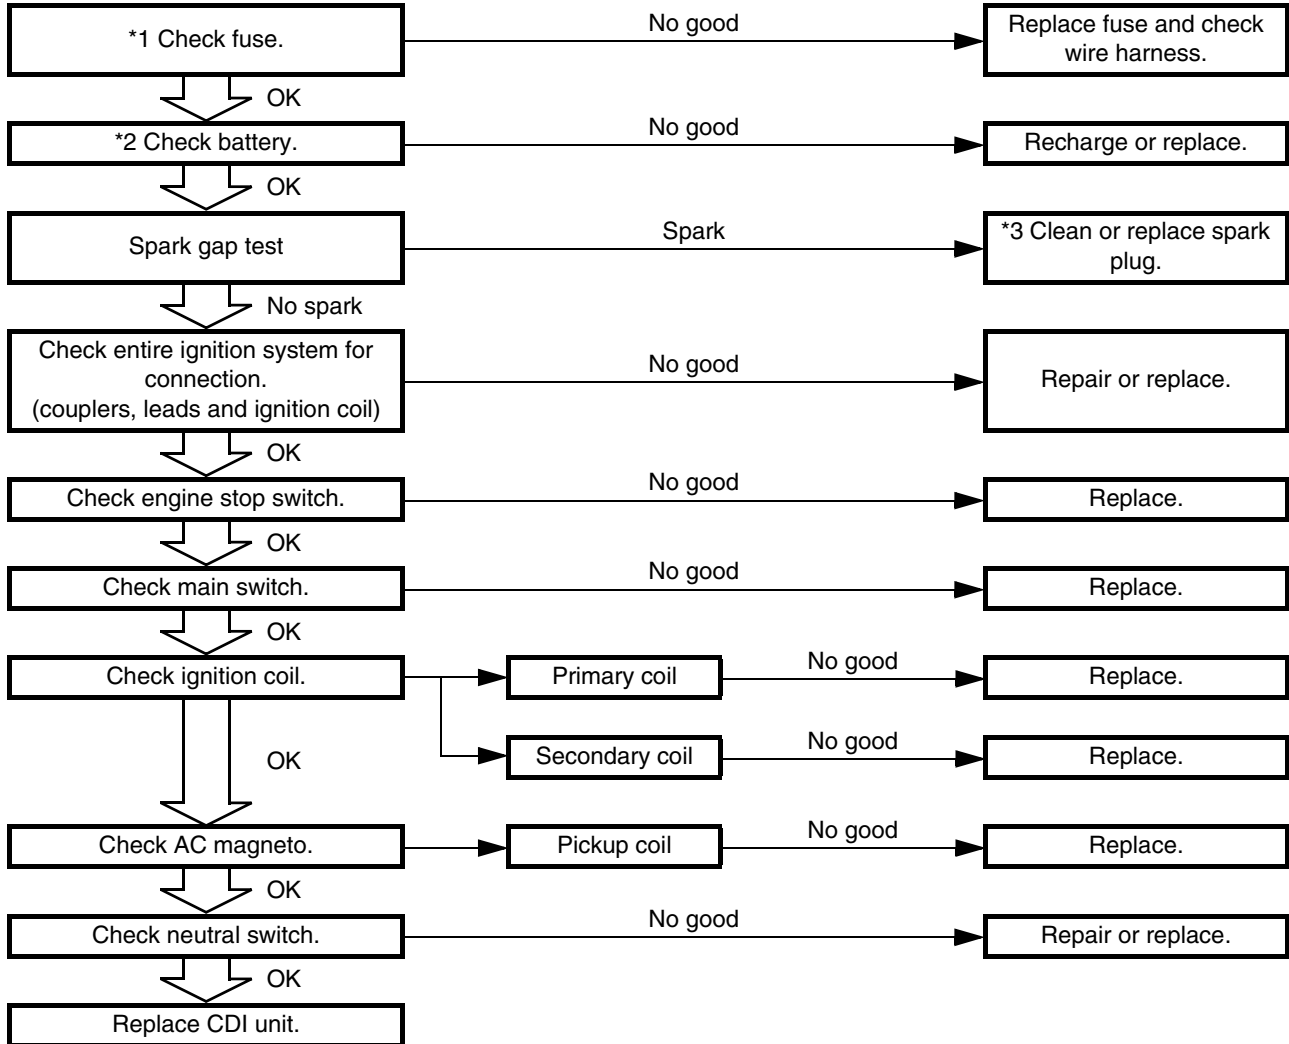 *1 Check fuse.
No good
Replace fuse and check
wire harness.
OK
*2 Check battery.
No good
Recharge or replace.
OK
Spark gap test
Spark
*3 Clean or replace spark
plug.
No spark
Check entire ignition system for
connection.
(couplers, leads and ignition coil)
No good
Repair or replace.
OK
Check engine stop switch.
No good
Replace.
OK
Check main switch.
No good
Replace.
OK
Check ignition coil.
Primary coil
No good
Replace.
Secondary coil
No good
Replace.
OK
Check AC magneto.
Pickup coil
No good
Replace.
OK
Check neutral switch.
No good
Repair or replace.
OK
Replace CDI unit.